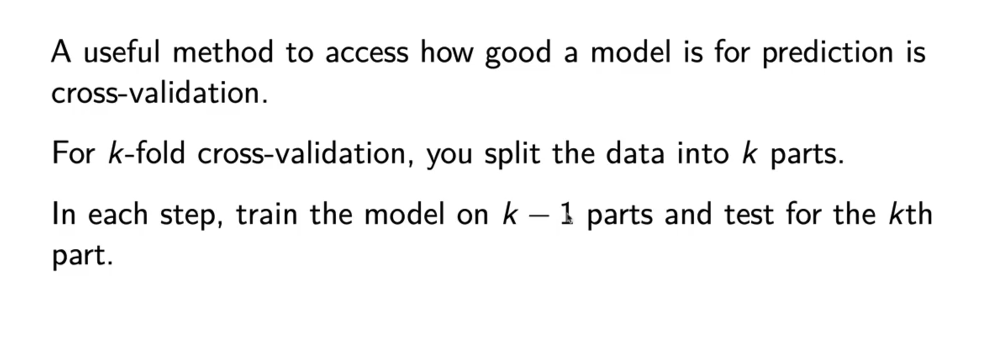 A useful method to access how good a model is for prediction is
cross-validation.
For k-fold cross-validation, you split the data into k parts.
In each step, train the model on k − 1 parts and test for the kth
part.